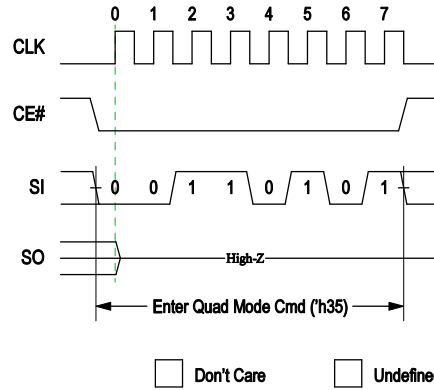 0 1 2 3 4 5 6 7
CLK
CE#
SI 0 0 1 1 0 1 0 1
SO High-Z
Enter Quad Mode Cmd ('h35)
Don't Care Undefine